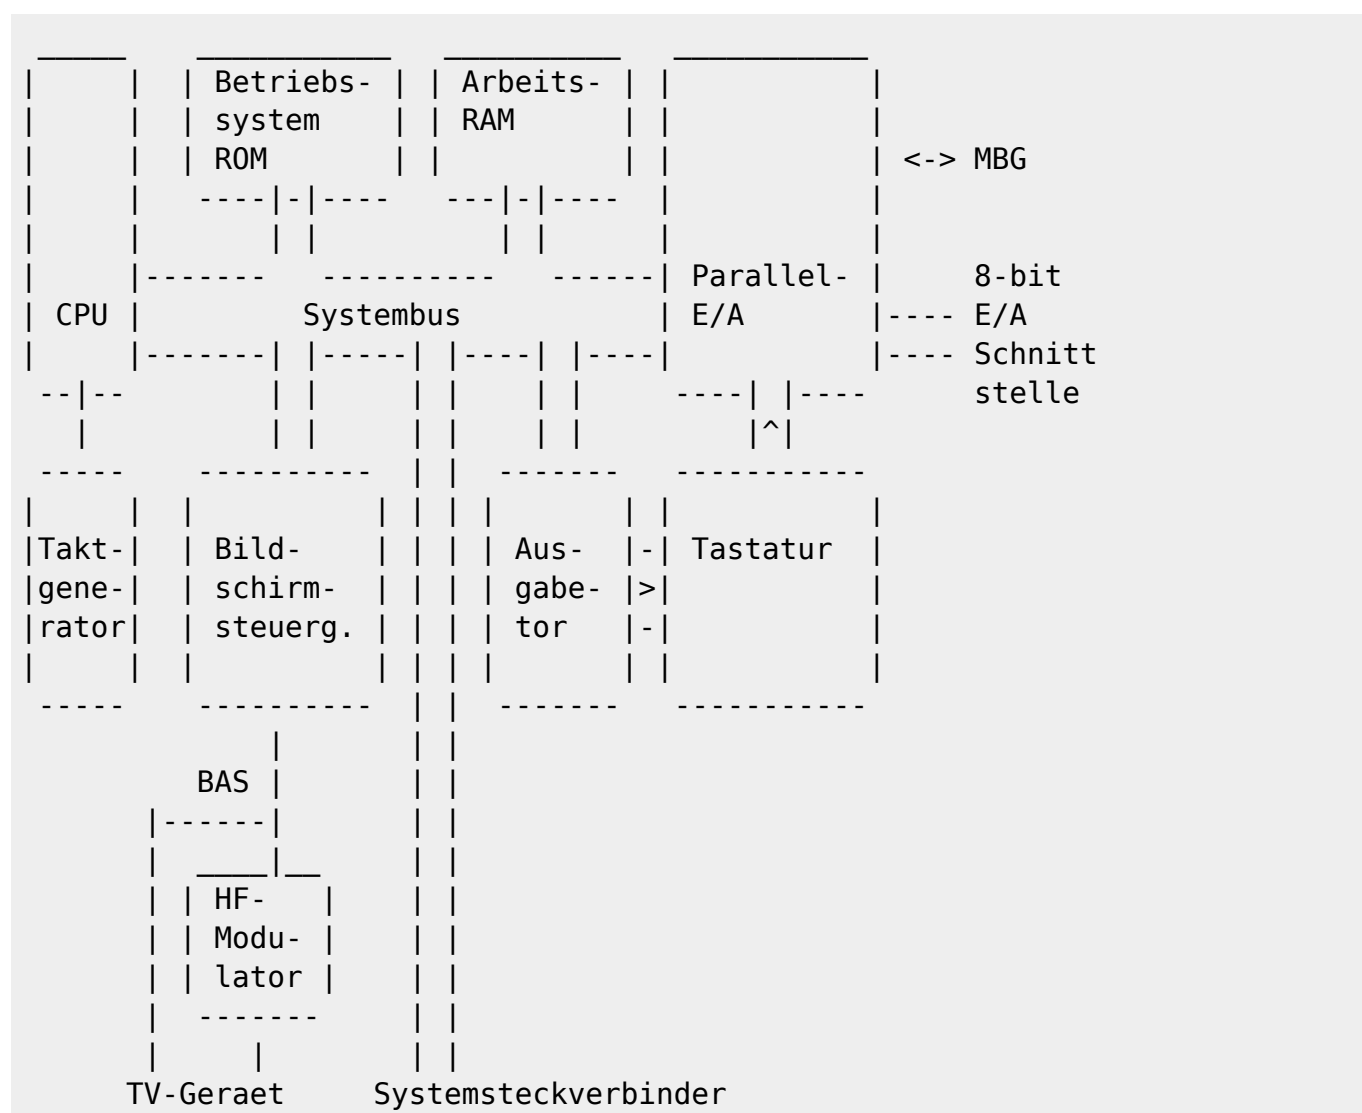 Betriebs- Arbeits-
system RAM
ROM <-> MBG
Parallel- 8-bit
CPU Systembus E/A E/A
Schnitt
stelle
Takt- Bild- Aus- Tastatur
gene- schirm- gabe- >
rator steuerg. tor
BAS
HF-
Modu-
lator
TV-Geraet Systemsteckverbinder